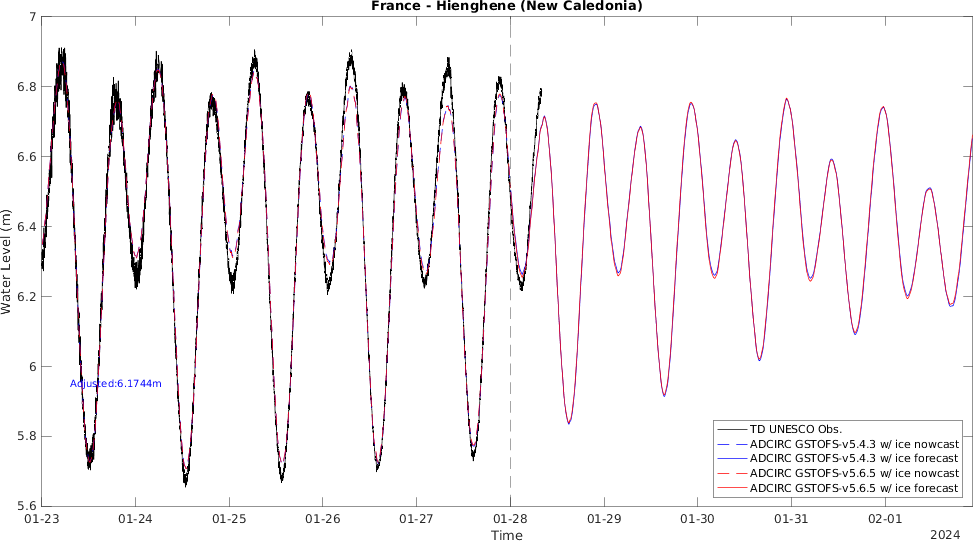 France - Hienghene (New Caledonia)
Water Level (m)
7
6.8
6.6
6.4
6.2
6
5.8
5.6
Adjusted:6.1744m
TD UNESCO Obs.
ADCIRC GSTOFS-v5.4.3 w/ ice nowcast
ADCIRC GSTOFS-v5.4.3 w/ ice forecast
ADCIRC GSTOFS-v5.6.5 w/ ice nowcast
ADCIRC GSTOFS-v5.6.5 w/ ice forecast
01-23 01-24 01-25 01-26 01-27 01-28 01-29 01-30 01-31 02-01
Time
2024